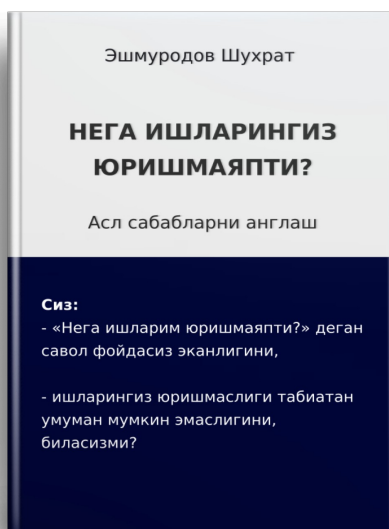 Эшмуродов Шухрат
НЕГА ИШЛАРИНГИЗ
ЮРИШМАЯПТИ?
Асл сабабларни англаш
Сиз:
- «Нега ишларим юришмаяпти?» деган
савол фойдасиз эканлигини,
- ишларингиз юришмаслиги табиатан
умуман мумкин эмаслигини,
биласизми?